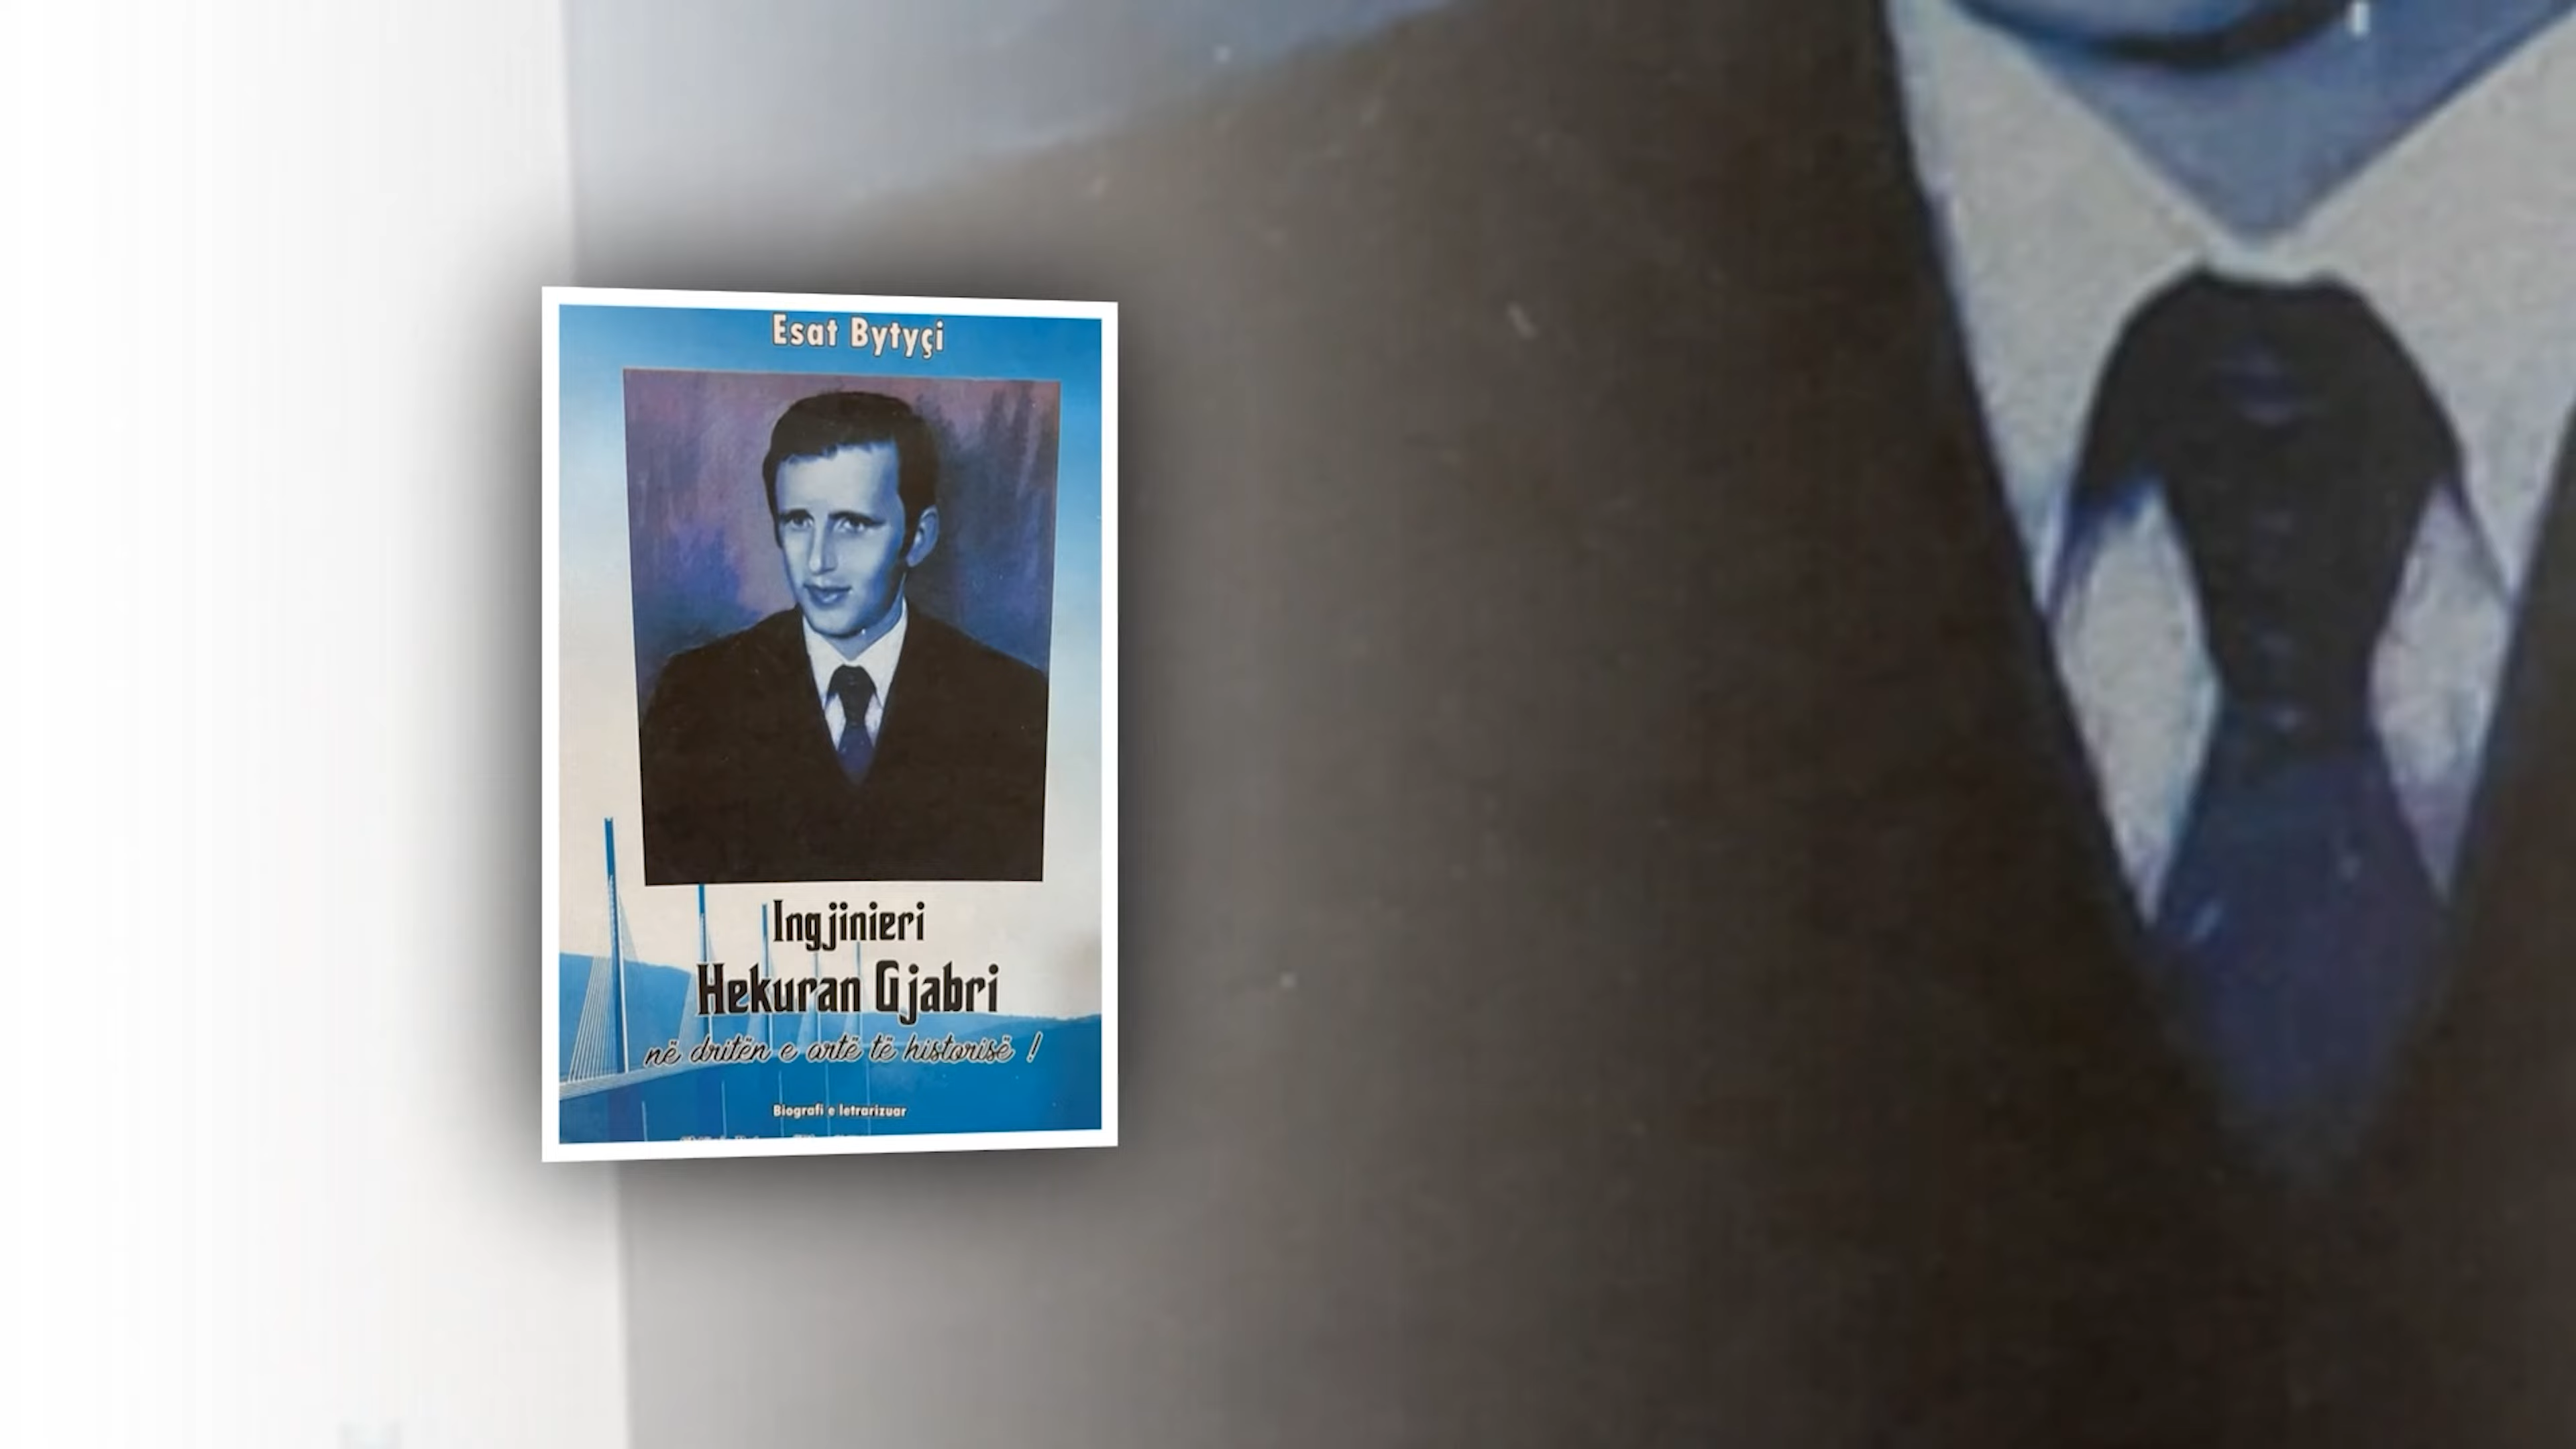 Esat Bytyçi
Ingjinieri
Hekuran Gjabri
në dritën e artë të historisë !
Biografi e letrarizuar